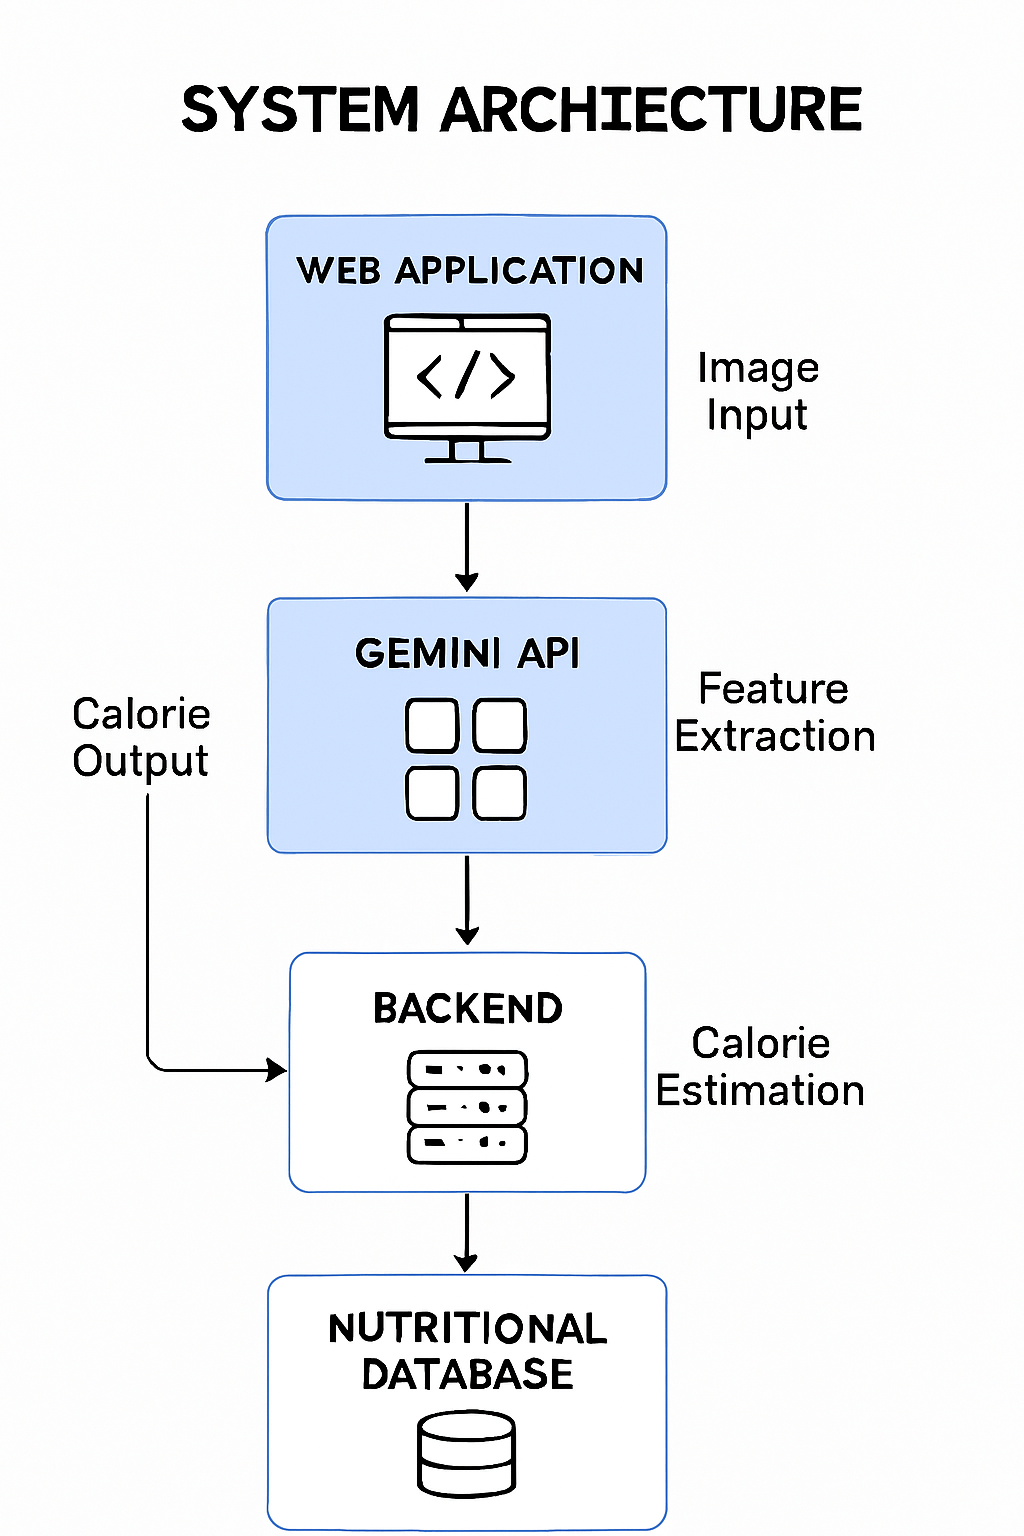 SYSTEM ARCHIECTURE
WEB APPLICATION
</>
Image
Input
GEMINI API
Feature
Extraction
Calorie
Output
BACKEND
Calorie
Estimation
NUTRITIONAL
DATABASE